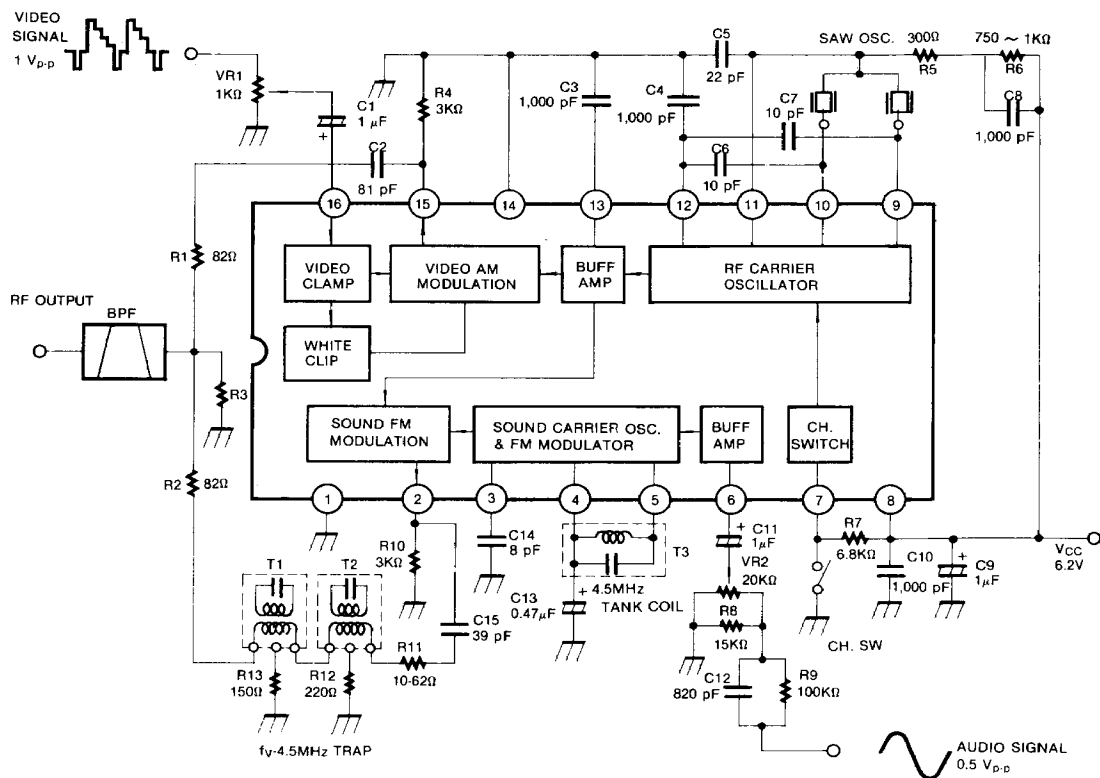 VIDEO
SIGNAL
1 Vp-p
VR1
1KΩ
C1
1 μF
+
C2
81 pF
R4
3KΩ
C3
1,000 pF
C4
1,000 pF
C5
22 pF
SAW OSC.
300Ω
R5
750 ~ 1KΩ
R6
C7
10 pF
C6
10 pF
C8
1,000 pF
16
15
14
13
12
11
10
9
R1
82Ω
VIDEO
CLAMP
VIDEO AM
MODULATION
BUFF
AMP
RF CARRIER
OSCILLATOR
RF OUTPUT
BPF
WHITE
CLIP
R3
SOUND FM
MODULATION
SOUND CARRIER OSC.
& FM MODULATOR
BUFF
AMP
CH.
SWITCH
R2
82Ω
1
2
3
4
5
6
7
8
R10
3KΩ
C14
8 pF
T3
4.5MHz
TANK COIL
+
C11
1μF
VR2
20KΩ
R7
6.8KΩ
C10
1,000 pF
+
C9
1μF
VCC
6.2V
T1
T2
C15
39 pF
C13
0.47μF
+
R8
15KΩ
CH. SW
R11
10-62Ω
R13
150Ω
R12
220Ω
C12
820 pF
R9
100KΩ
fV-4.5MHz TRAP
AUDIO SIGNAL
0.5 Vp-p